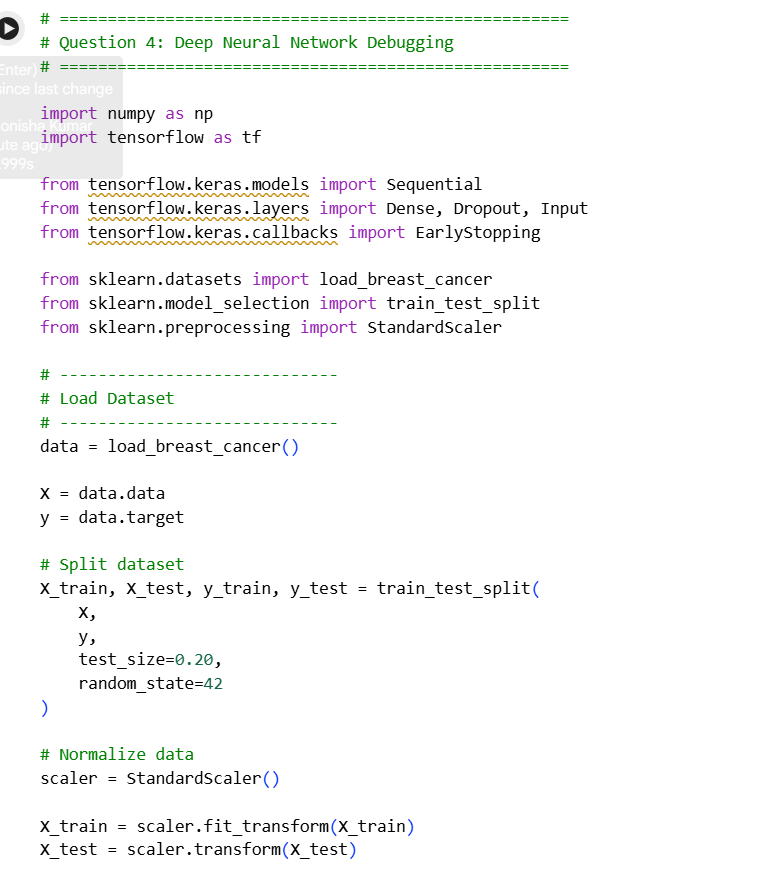 # =====================================================
# Question 4: Deep Neural Network Debugging
# =====================================================
Enter)
since last change
import numpy as np
onisha Kumar
import tensorflow as tf
ute ago)
999s
from tensorflow.keras.models import Sequential
from tensorflow.keras.layers import Dense, Dropout, Input
from tensorflow.keras.callbacks import EarlyStopping
from sklearn.datasets import load_breast_cancer
from sklearn.model_selection import train_test_split
from sklearn.preprocessing import StandardScaler
# -----------------------------
# Load Dataset
# -----------------------------
data = load_breast_cancer()
X = data.data
y = data.target
# Split dataset
X_train, X_test, y_train, y_test = train_test_split(
    X,
    y,
    test_size=0.20,
    random_state=42
)
# Normalize data
scaler = StandardScaler()
X_train = scaler.fit_transform(X_train)
X_test = scaler.transform(X_test)